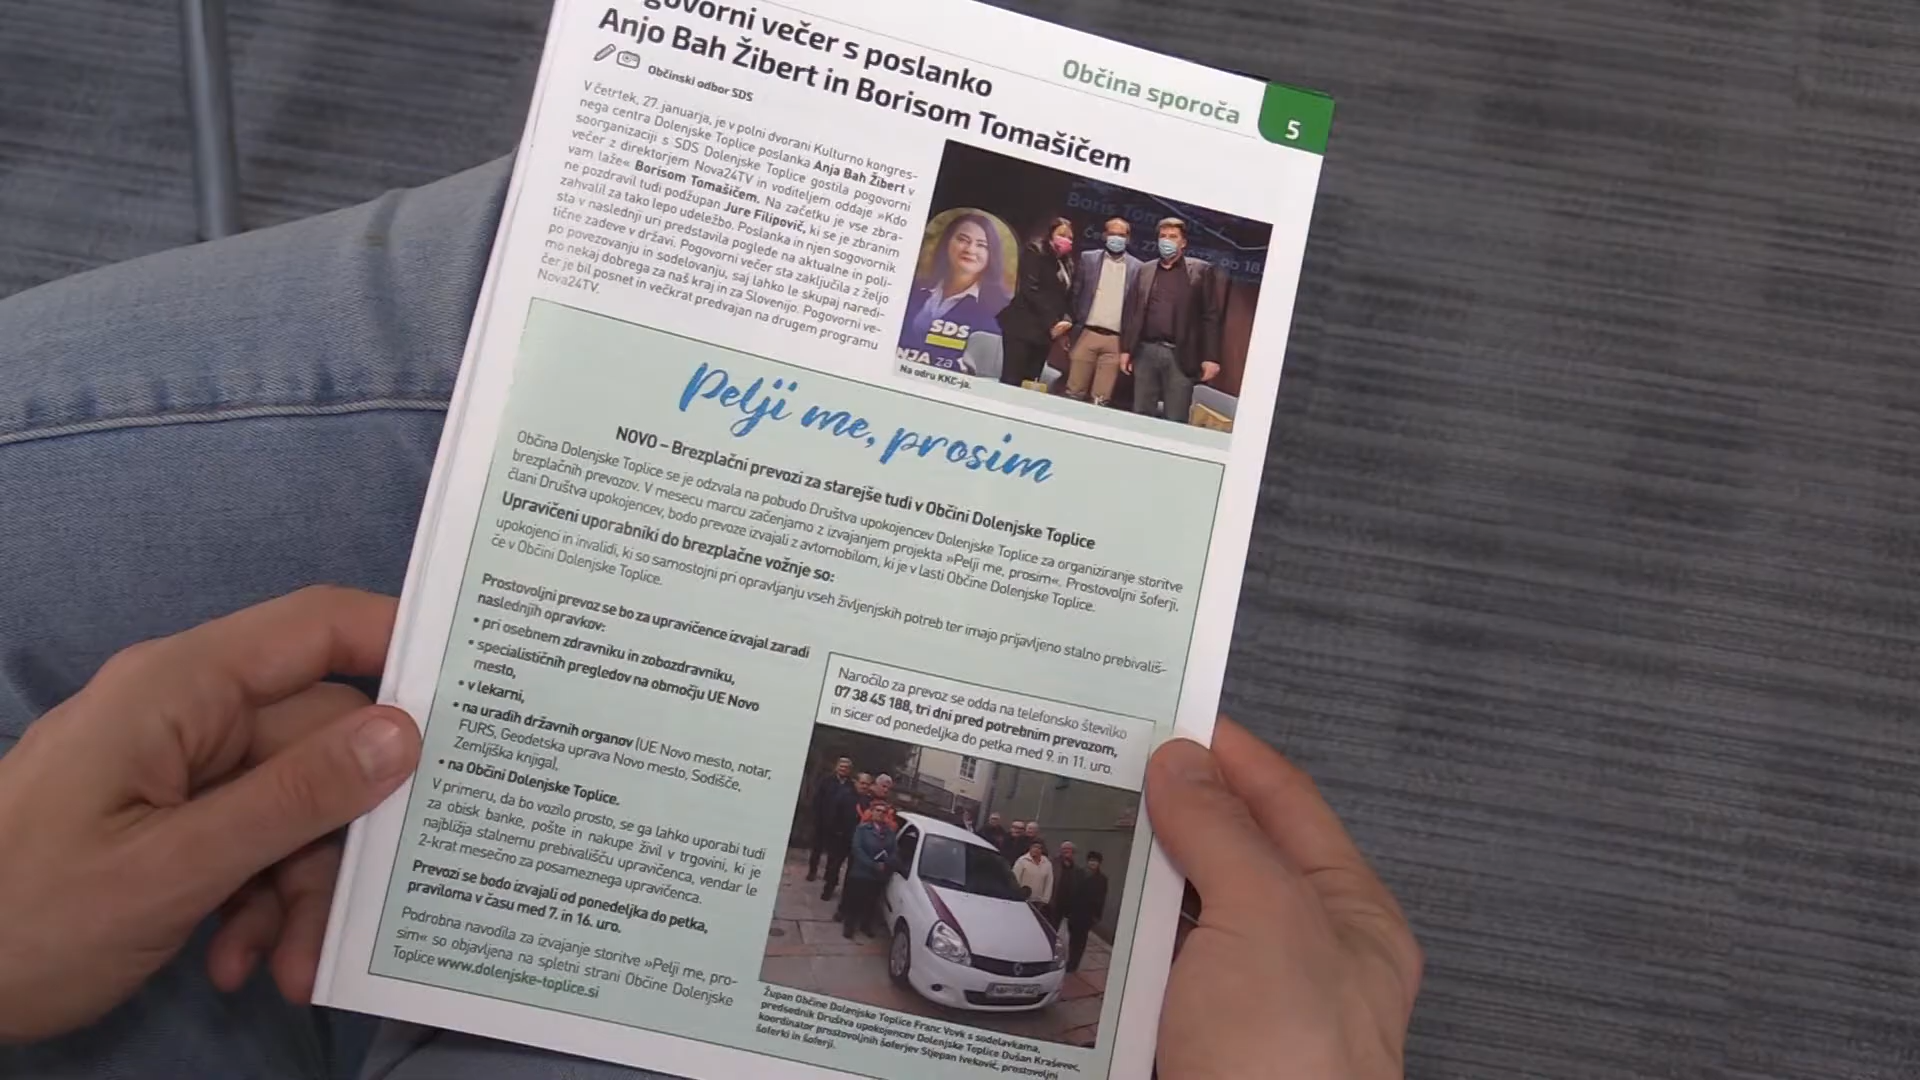 govorni večer s poslanko
Anjo Bah Žibert in Borisom Tomašičem
Občina sporoča
5
Občinski odbor SDS
V četrtek, 27. januarja, je v polni dvorani Kulturno kongres-
nega centra Dolenjske Toplice poslanka Anja Bah Žibert v
soorganizaciji s SDS Dolenjske Toplice gostila pogovorni
večer z direktorjem Nova24TV in voditeljem oddaje »Kdo
vam laže« Borisom Tomašičem. Na začetku je vse zbra-
ne pozdravil tudi podžupan Jure Filipovič, ki se je zbranim
zahvalil za tako lepo udeležbo. Poslanka in njen sogovornik
sta v naslednji uri predstavila poglede na aktualne in poli-
tične zadeve v državi. Pogovorni večer sta zaključila z željo
po povezovanju in sodelovanju, saj lahko le skupaj naredi-
mo nekaj dobrega za naš kraj in za Slovenijo. Pogovorni ve-
čer je bil posnet in večkrat predvajan na drugem programu
Nova24TV.
SDS
NJA za
Na odru KKC-ja.
Pelji me, prosim
NOVO – Brezplačni prevozi za starejše tudi v Občini Dolenjske Toplice
Občina Dolenjske Toplice se je odzvala na pobudo Društva upokojencev Dolenjske Toplice za organiziranje storitve
brezplačnih prevozov. V mesecu marcu začenjamo z izvajanjem projekta »Pelji me, prosim«. Prostovoljni šoferji,
člani Društva upokojencev, bodo prevoze izvajali z avtomobilom, ki je v lasti Občine Dolenjske Toplice.
Upravičeni uporabniki do brezplačne vožnje so:
upokojenci in invalidi, ki so samostojni pri opravljanju vseh življenjskih potreb ter imajo prijavljeno stalno prebivališ-
če v Občini Dolenjske Toplice.
Prostovoljni prevoz se bo za upravičence izvajal zaradi
naslednjih opravkov:
• pri osebnem zdravniku in zobozdravniku,
• specialističnih pregledov na območju UE Novo
mesto,
• v lekarni,
• na uradih državnih organov (UE Novo mesto, notar,
FURS, Geodetska uprava Novo mesto, Sodišče,
Zemljiška knjiga),
• na Občini Dolenjske Toplice.
V primeru, da bo vozilo prosto, se ga lahko uporabi tudi
za obisk banke, pošte in nakupe živil v trgovini, ki je
najbližja stalnemu prebivališču upravičenca, vendar le
2-krat mesečno za posameznega upravičenca.
Prevozi se bodo izvajali od ponedeljka do petka,
praviloma v času med 7. in 16. uro.
Podrobna navodila za izvajanje storitve »Pelji me, pro-
sim« so objavljena na spletni strani Občine Dolenjske
Toplice www.dolenjske-toplice.si
Naročilo za prevoz se odda na telefonsko številko
07 38 45 188, tri dni pred potrebnim prevozom,
in sicer od ponedeljka do petka med 9. in 11. uro.
Župan Občine Dolenjske Toplice Franc Vovk s sodelavkama,
predsednik Društva upokojencev Dolenjske Toplice Dušan Kraševec,
koordinator prostovoljnih šoferjev Stjepan Iveković, prostovoljni
šoferki in šoferji.